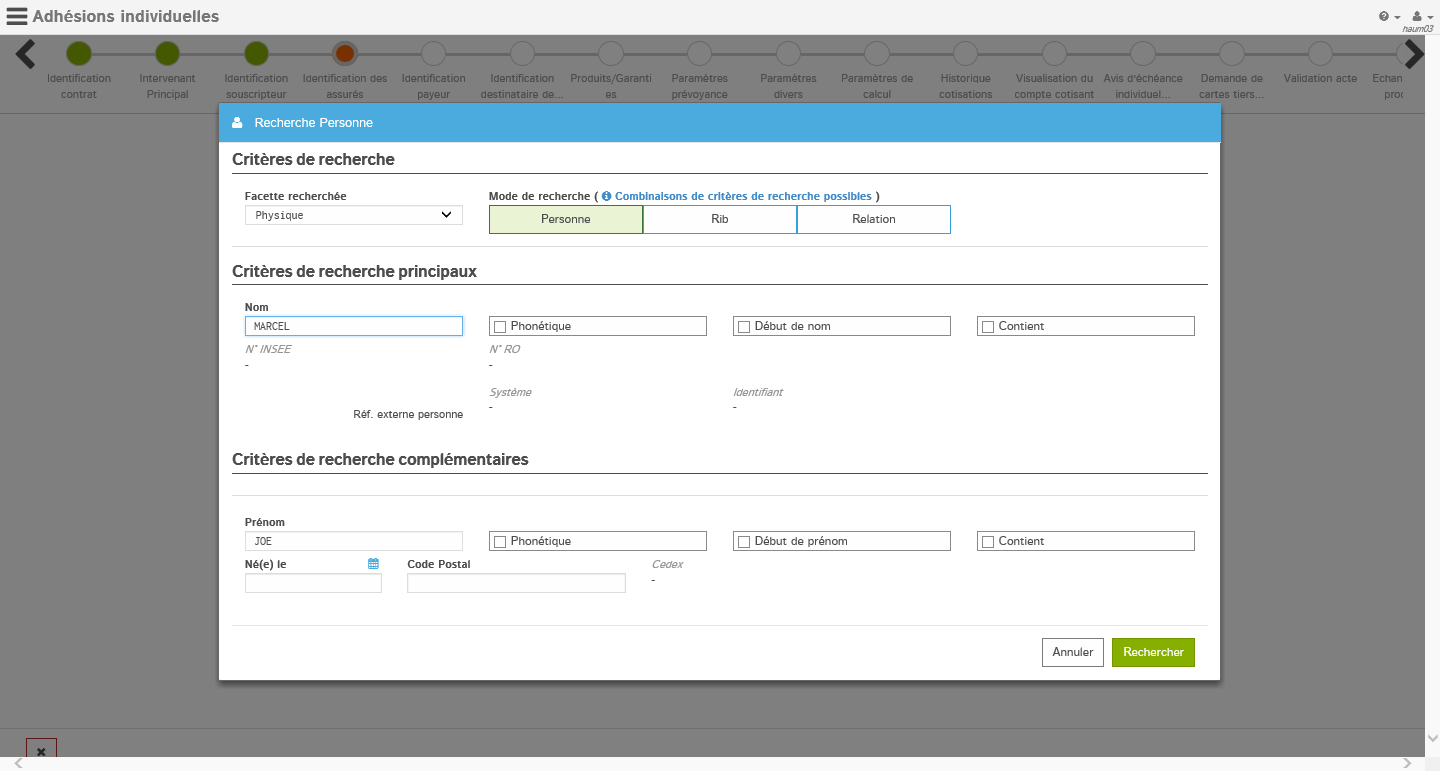 Adhésions individuelles
haum03
Identification contrat
Intervenant Principal
Identification souscripteur
Identification des assurés
Identification payeur
Identification destinataire de...
Produits/Garanti es
Paramètres prévoyance
Paramètres divers
Paramètres de calcul
Historique cotisations
Visualisation du compte cotisant
Avis d'échéance individuel...
Demande de cartes tiers...
Validation acte
Recherche Personne
Critères de recherche
Facette recherchée
Mode de recherche ( Combinaisons de critères de recherche possibles )
Physique
Personne
Rib
Relation
Critères de recherche principaux
Nom
MARCEL
Phonétique
Début de nom
Contient
N° INSEE
N° RO
-
-
Système
Identifiant
-
-
Réf. externe personne
Critères de recherche complémentaires
Prénom
JOE
Phonétique
Début de prénom
Contient
Né(e) le
Code Postal
Cedex
-
Annuler
Rechercher